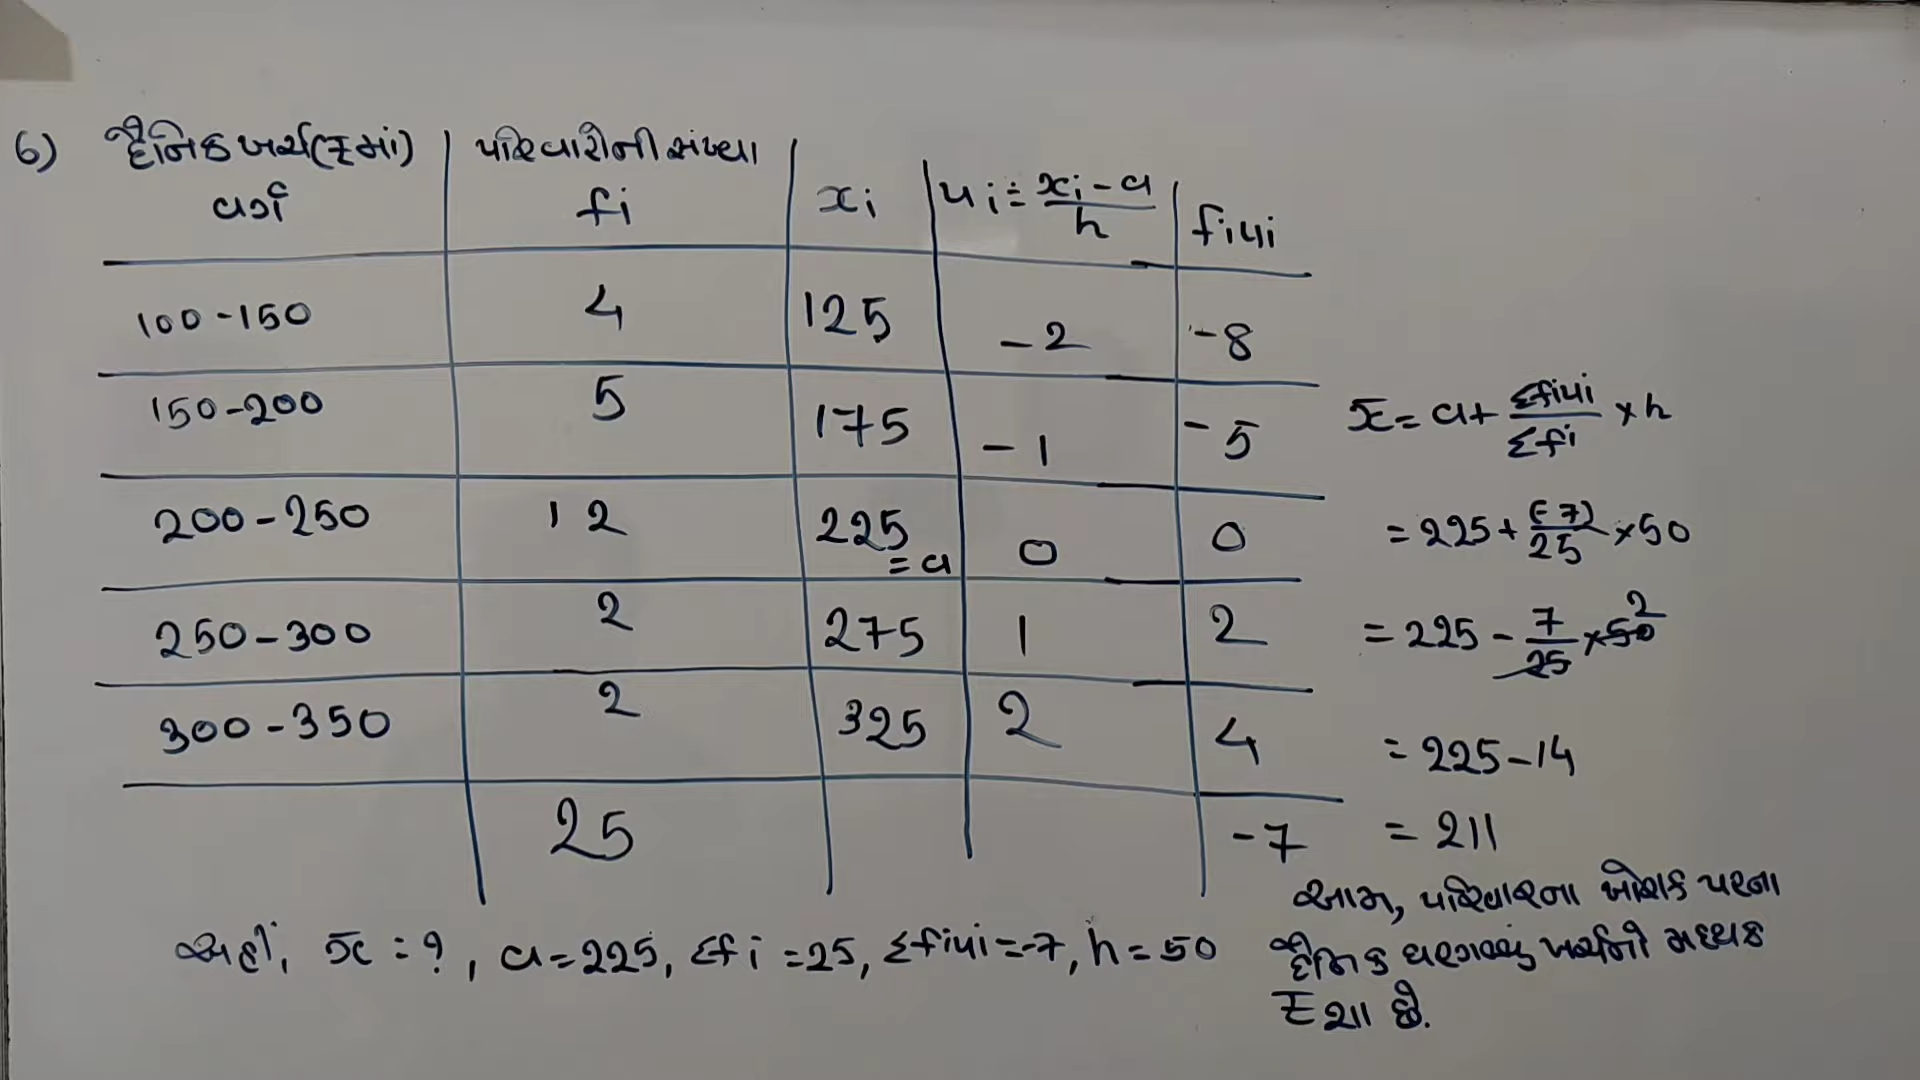 6) દૈનિક ખર્ચ(₹માં) પરિવારોની સંખ્યા
વર્ગ fi xi ui = xi - a / h fiui
100-150 4 125 -2 -8
150-200 5 175 -1 -5
200-250 12 225 = a 0 0
250-300 2 275 1 2
300-350 2 325 2 4
25 -7
અહીં, x̄ = ?, a = 225, Σfi = 25, Σfiui = -7, h = 50
x̄ = a + Σfiui / Σfi × h
= 225 + (-7) / 25 × 50
= 225 - 7 / 25 × 50 2
= 225 - 14
= 211
આમ, પરિવારના ખોરાક પરના
દૈનિક ઘરગથ્થુ ખર્ચનો મધ્યક
₹ 211 છે.